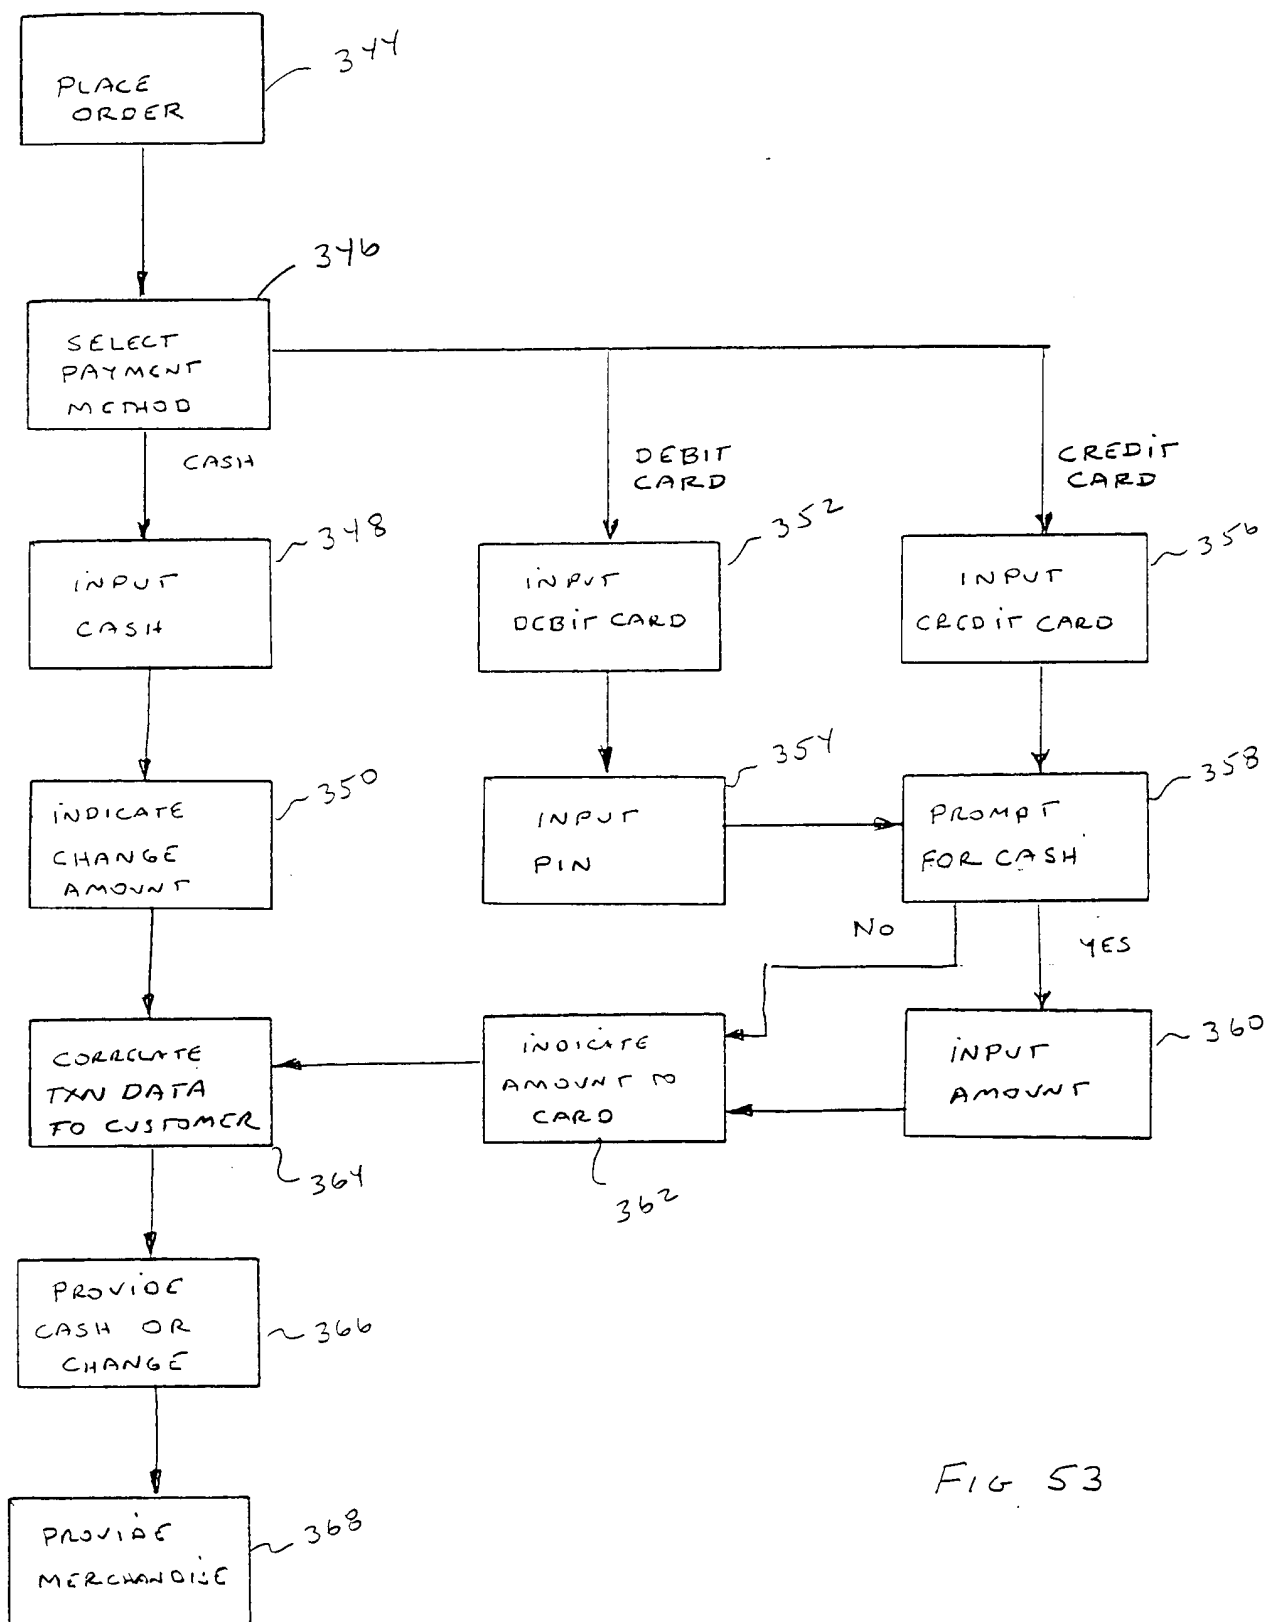 344
PLACE
ORDER
346
SELECT
PAYMENT
METHOD
CASH
DEBIT
CARD
CREDIT
CARD
348
352
356
INPUT
CASH
INPUT
DEBIT CARD
INPUT
CREDIT CARD
350
354
358
INDICATE
CHANGE
AMOUNT
INPUT
PIN
PROMPT
FOR CASH
NO
YES
360
CORRELATE
TXN DATA
TO CUSTOMER
INDICATE
AMOUNT TO
CARD
INPUT
AMOUNT
364
362
PROVIDE
CASH OR
CHANGE
366
FIG 53
368
PROVIDE
MERCHANDISE